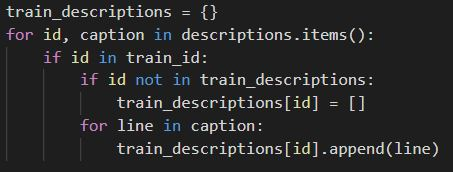 train_descriptions = {}
for id, caption in descriptions.items():
    if id in train_id:
        if id not in train_descriptions:
            train_descriptions[id] = []
        for line in caption:
            train_descriptions[id].append(line)